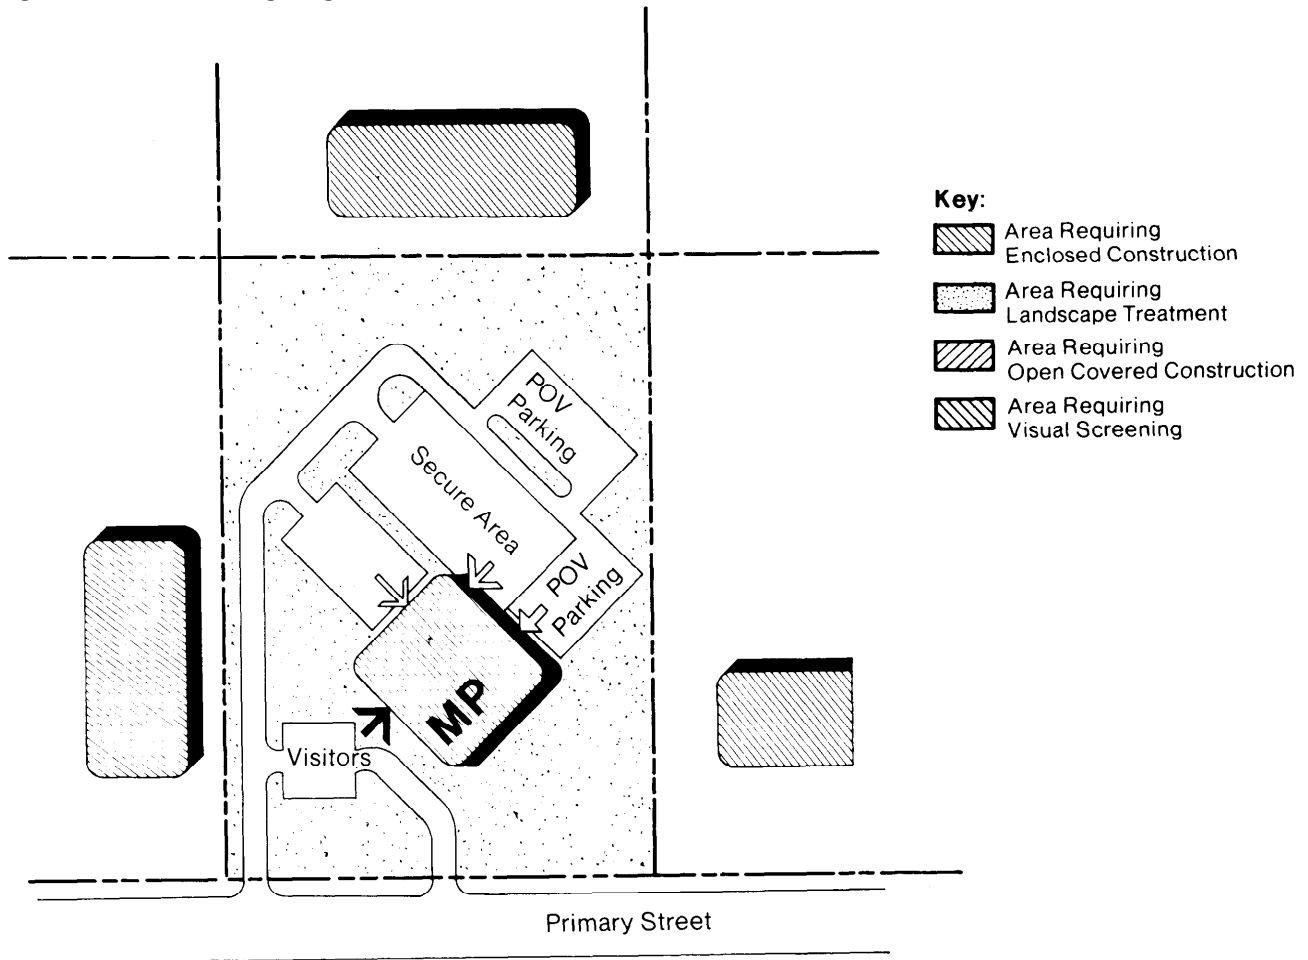 Key:
Area Requiring
Enclosed Construction
Area Requiring
Landscape Treatment
Area Requiring
Open Covered Construction
Area Requiring
Visual Screening
POV
Parking
Secure Area
POV
Parking
MP
Visitors
Primary Street